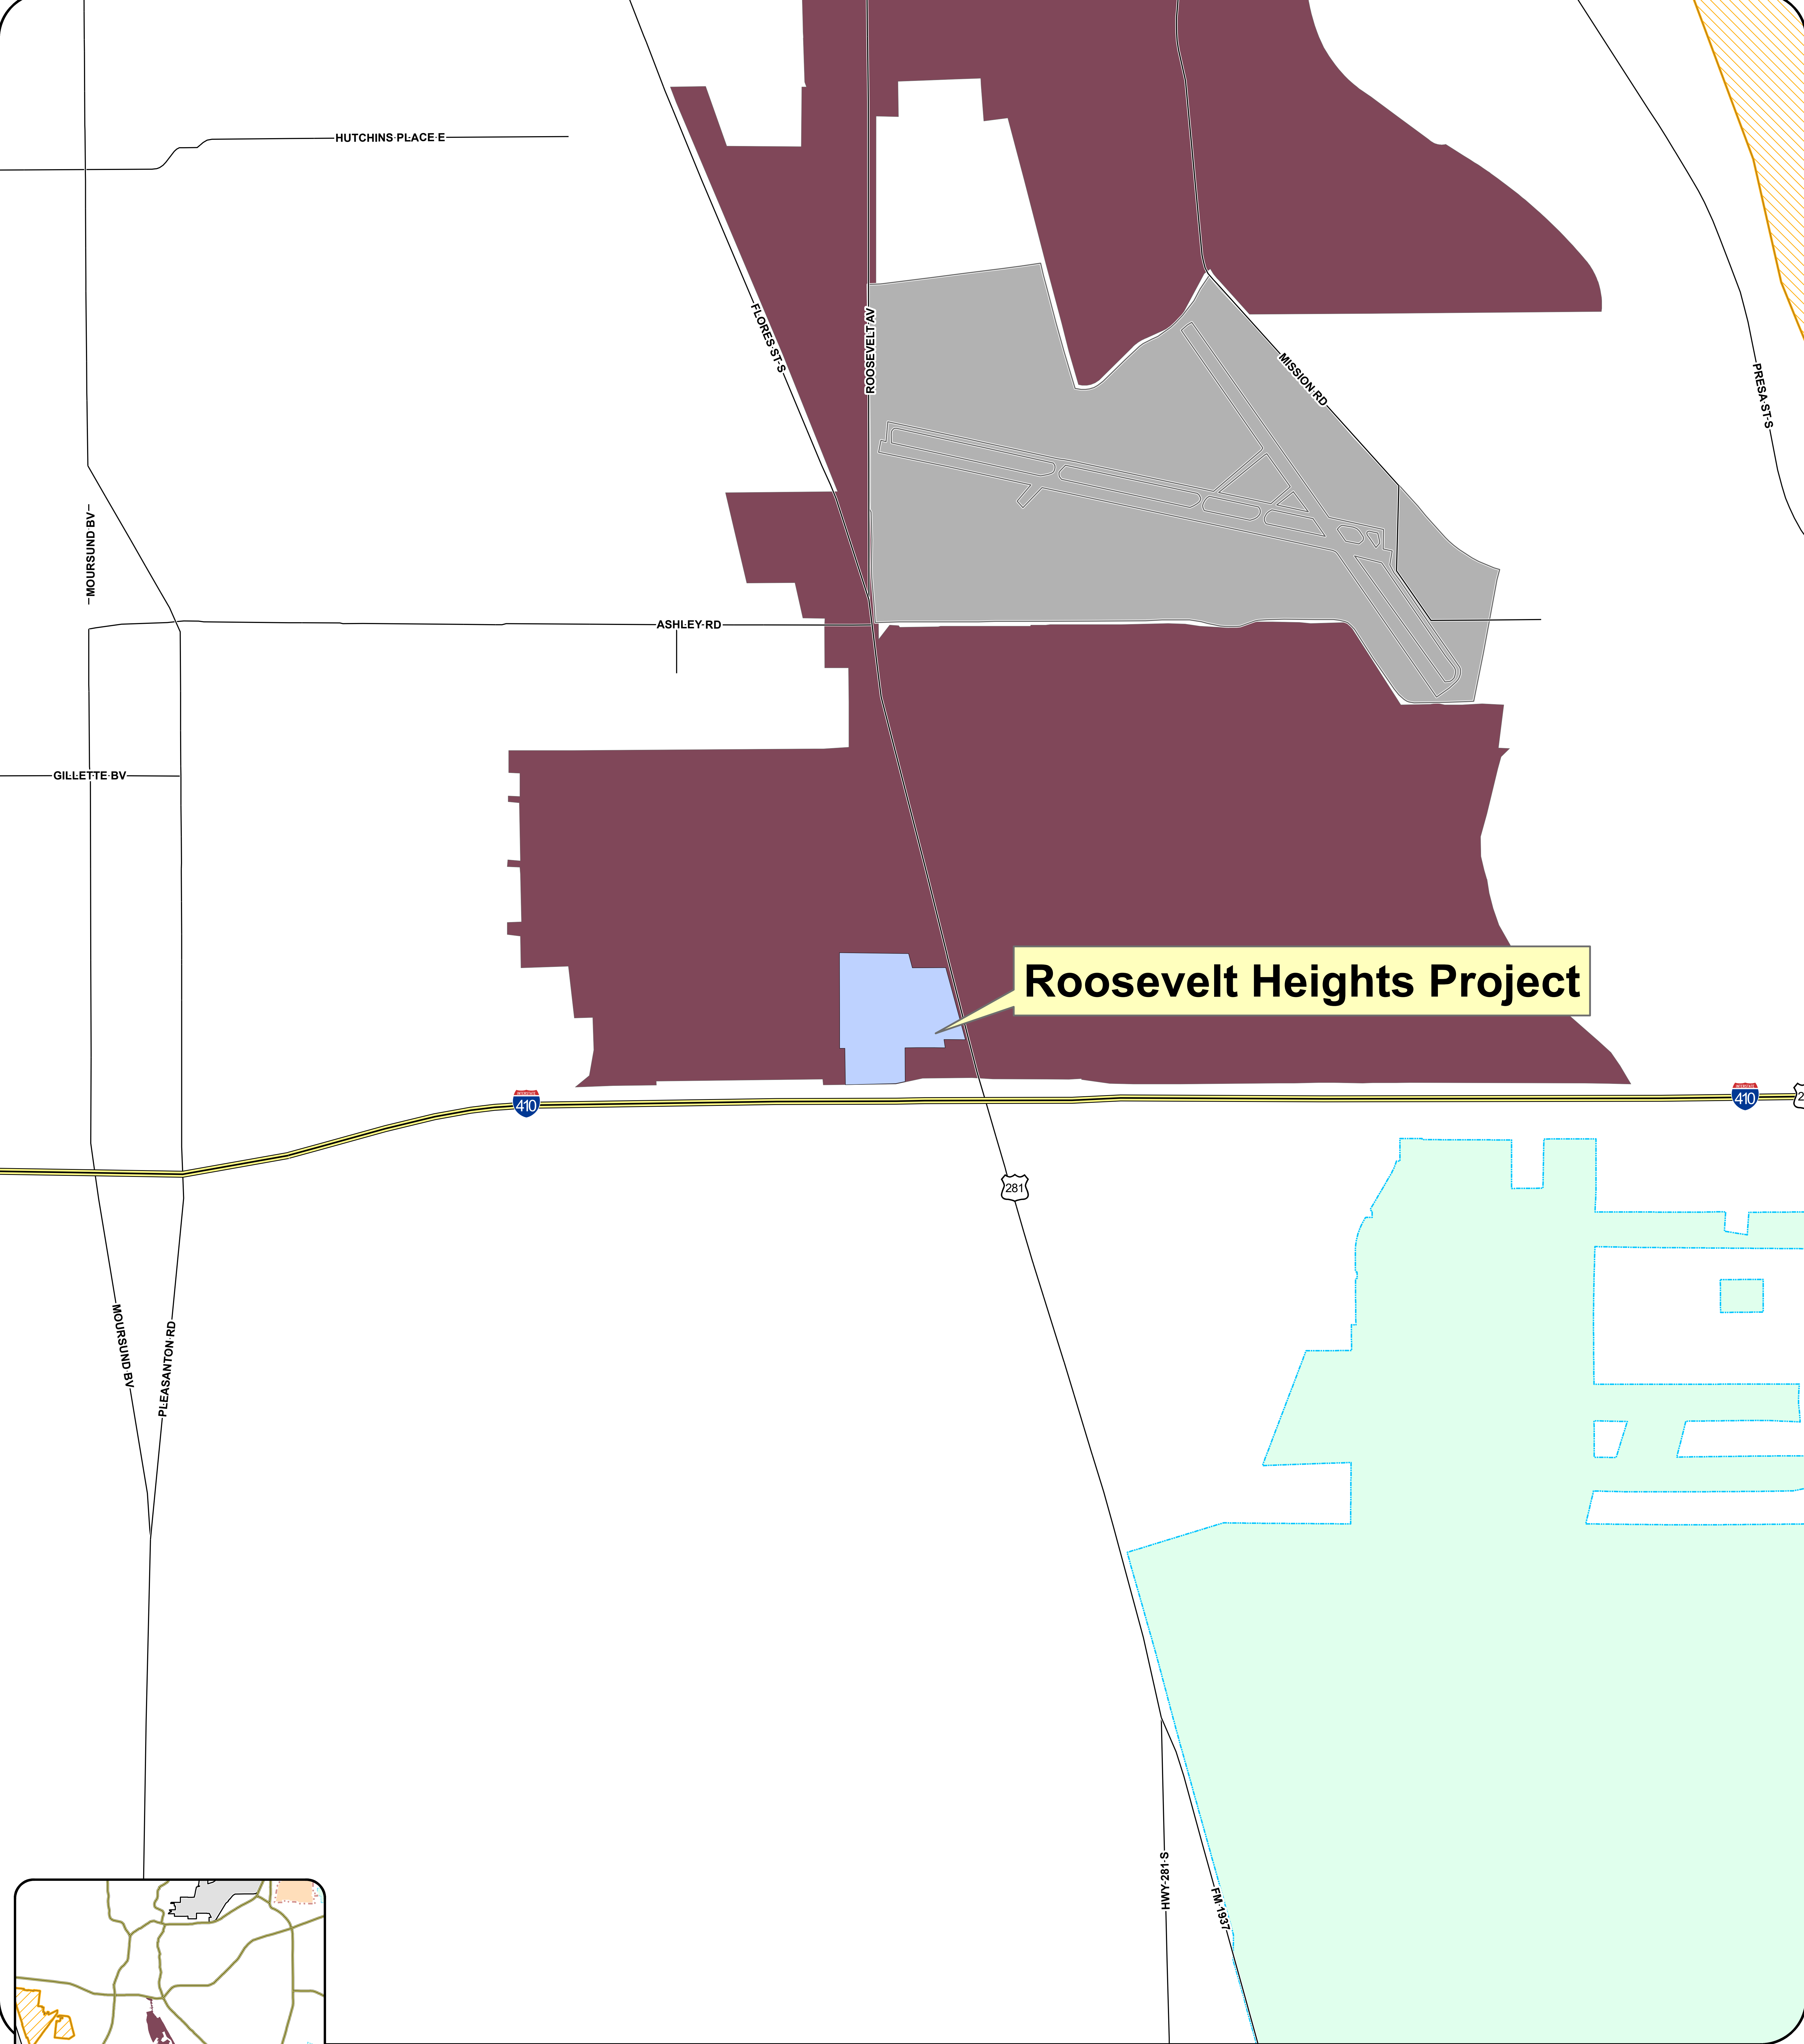 HUTCHINS PLACE E
FLORES ST S
ROOSEVELT AV
MISSION RD
PRESA ST S
MOURSUND BV
ASHLEY RD
GILLETTE BV
Roosevelt Heights Project
410
410
2
281
MOURSUND BV
PLEASANTON RD
HWY 281 S
FM 1937